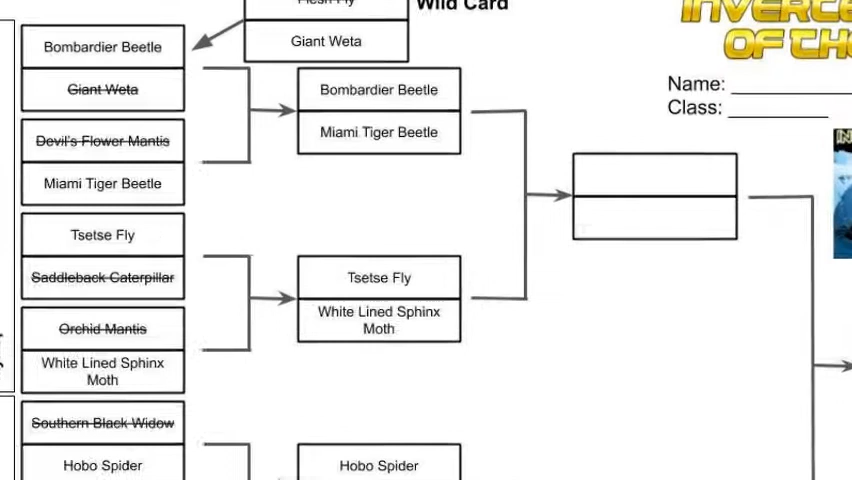 Flesh Fly
Wild Card
Giant Weta
Bombardier Beetle
Giant Weta
Devil's Flower Mantis
Miami Tiger Beetle
Tsetse Fly
Saddleback Caterpillar
Orchid Mantis
White Lined Sphinx
Moth
Southern Black Widow
Hobo Spider
Bombardier Beetle
Miami Tiger Beetle
Tsetse Fly
White Lined Sphinx
Moth
Hobo Spider
OF TH
Name:
Class: